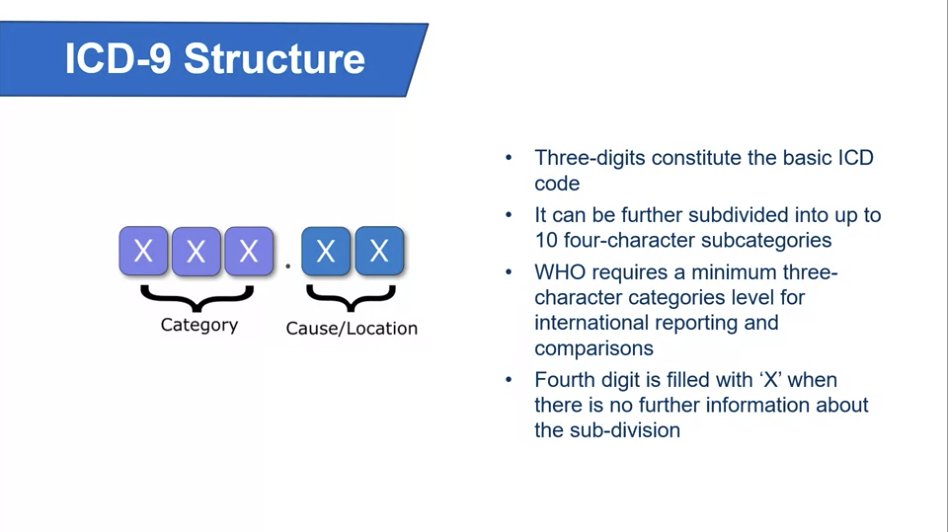 ICD-9 Structure
X X X . X X
Category
Cause/Location
• Three-digits constitute the basic ICD
code
• It can be further subdivided into up to
10 four-character subcategories
• WHO requires a minimum three-
character categories level for
international reporting and
comparisons
• Fourth digit is filled with ‘X’ when
there is no further information about
the sub-division